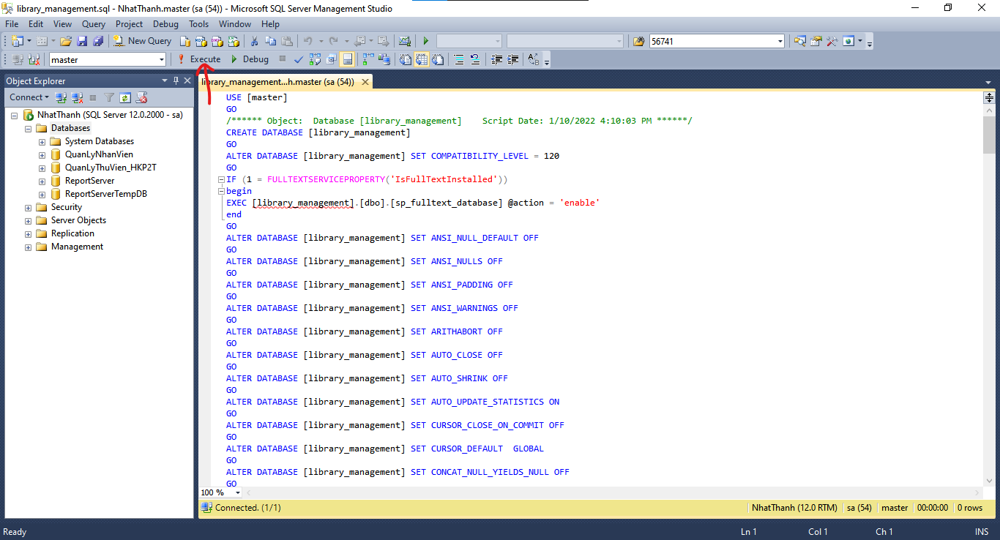 library_management.sql - NhatThanh.master (sa (54)) - Microsoft SQL Server Management Studio
File Edit View Query Project Debug Tools Window Help
New Query 56741
master Execute Debug
Object Explorer
Connect
NhatThanh (SQL Server 12.0.2000 - sa)
Databases
System Databases
QuanLyNhanVien
QuanLyThuVien_HKP2T
ReportServer
ReportServerTempDB
Security
Server Objects
Replication
Management
library_management...h.master (sa (54))
USE [master]
GO
/****** Object:  Database [library_management]    Script Date: 1/10/2022 4:10:03 PM ******/
CREATE DATABASE [library_management]
GO
ALTER DATABASE [library_management] SET COMPATIBILITY_LEVEL = 120
GO
IF (1 = FULLTEXTSERVICEPROPERTY('IsFullTextInstalled'))
begin
EXEC [library_management].[dbo].[sp_fulltext_database] @action = 'enable'
end
GO
ALTER DATABASE [library_management] SET ANSI_NULL_DEFAULT OFF
GO
ALTER DATABASE [library_management] SET ANSI_NULLS OFF
GO
ALTER DATABASE [library_management] SET ANSI_PADDING OFF
GO
ALTER DATABASE [library_management] SET ANSI_WARNINGS OFF
GO
ALTER DATABASE [library_management] SET ARITHABORT OFF
GO
ALTER DATABASE [library_management] SET AUTO_CLOSE OFF
GO
ALTER DATABASE [library_management] SET AUTO_SHRINK OFF
GO
ALTER DATABASE [library_management] SET AUTO_UPDATE_STATISTICS ON
GO
ALTER DATABASE [library_management] SET CURSOR_CLOSE_ON_COMMIT OFF
GO
ALTER DATABASE [library_management] SET CURSOR_DEFAULT  GLOBAL
GO
ALTER DATABASE [library_management] SET CONCAT_NULL_YIELDS_NULL OFF
GO
100 %
Connected. (1/1) NhatThanh (12.0 RTM) sa (54) master 00:00:00 0 rows
Ready Ln 1 Col 1 Ch 1 INS